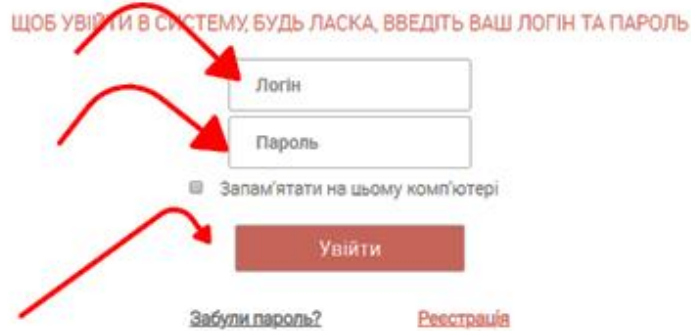 ЩОБ УВІЙТИ В СИСТЕМУ, БУДЬ ЛАСКА, ВВЕДІТЬ ВАШ ЛОГІН ТА ПАРОЛЬ
Логін
Пароль
Запам'ятати на цьому комп'ютері
Увійти
Забули пароль? Реєстрація